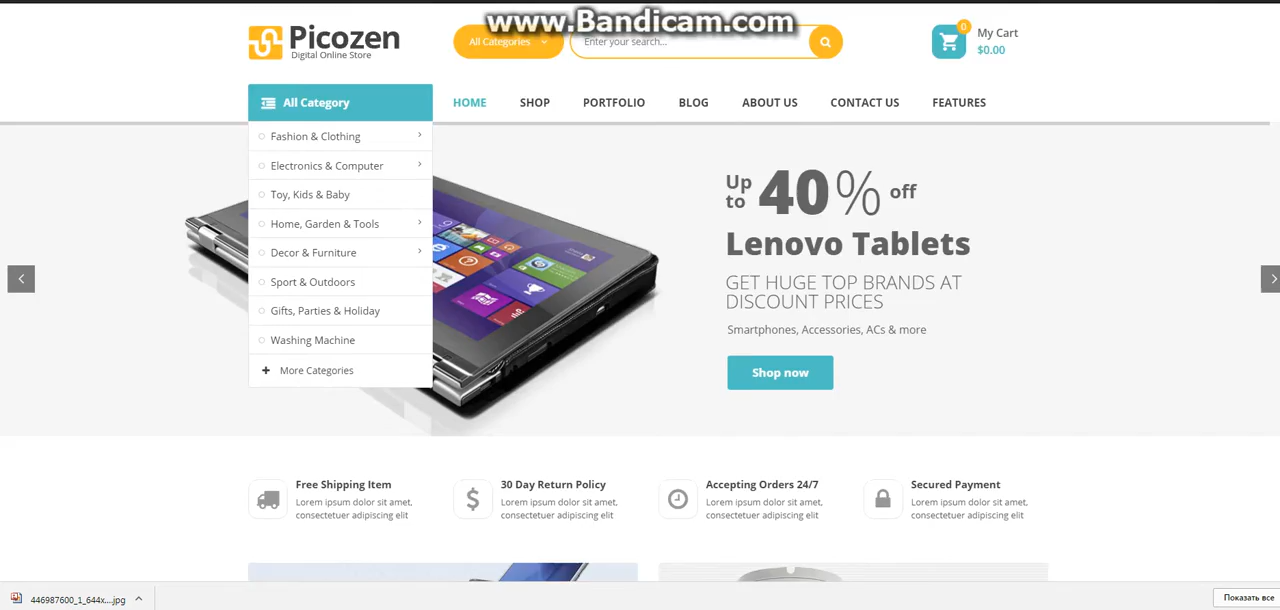 www.Bandicam.com
Picozen
Digital Online Store
All Categories
Enter your search...
0
My Cart
$0.00
All Category
HOME
SHOP
PORTFOLIO
BLOG
ABOUT US
CONTACT US
FEATURES
Fashion & Clothing
Electronics & Computer
Toy, Kids & Baby
Home, Garden & Tools
Decor & Furniture
Sport & Outdoors
Gifts, Parties & Holiday
Washing Machine
More Categories
Up to 40% off
Lenovo Tablets
GET HUGE TOP BRANDS AT
DISCOUNT PRICES
Smartphones, Accessories, ACs & more
Shop now
Free Shipping Item
Lorem ipsum dolor sit amet,
consectetuer adipiscing elit
30 Day Return Policy
Lorem ipsum dolor sit amet,
consectetuer adipiscing elit
Accepting Orders 24/7
Lorem ipsum dolor sit amet,
consectetuer adipiscing elit
Secured Payment
Lorem ipsum dolor sit amet,
consectetuer adipiscing elit
446987600_1_644x....jpg
Показать все